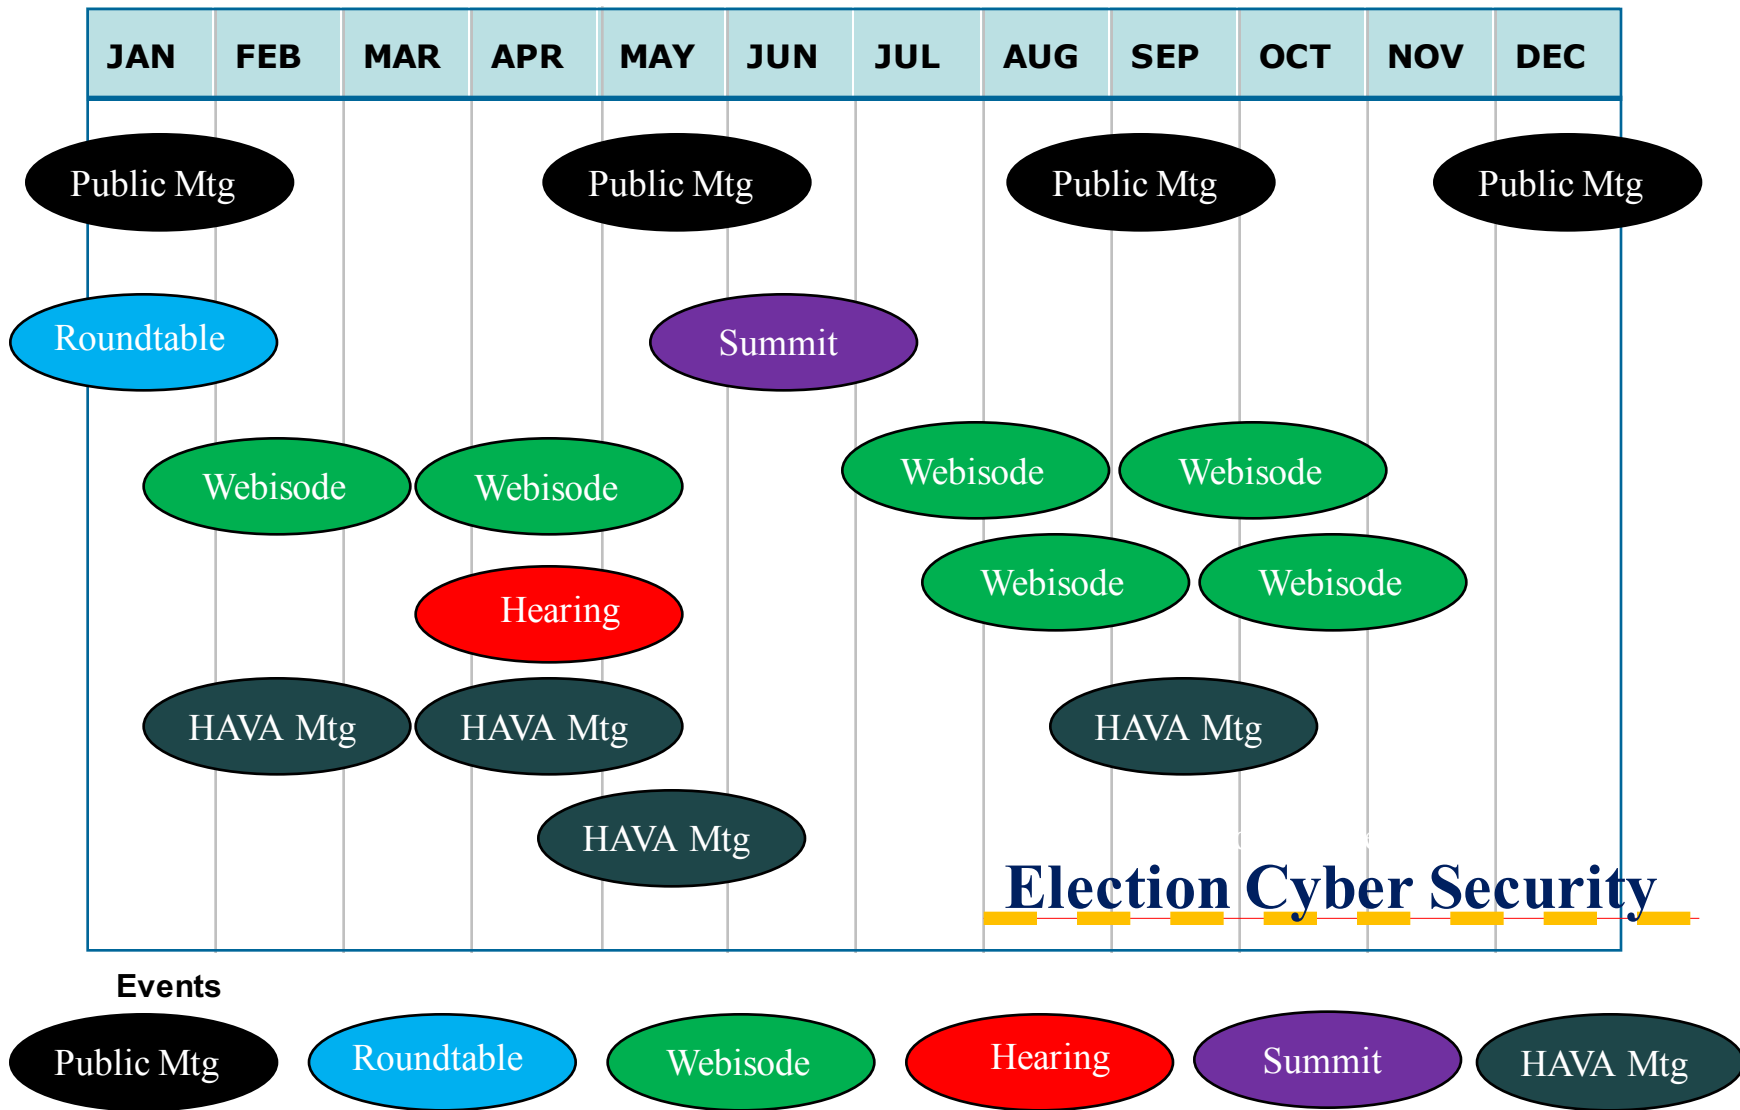 JAN FEB MAR APR MAY JUN JUL AUG SEP OCT NOV DEC
Public Mtg Public Mtg Public Mtg Public Mtg
Roundtable Summit
Webisode Webisode Webisode Webisode
Webisode Webisode
Hearing
HAVA Mtg HAVA Mtg HAVA Mtg
HAVA Mtg
Election Cyber Security
Events
Public Mtg Roundtable Webisode Hearing Summit HAVA Mtg